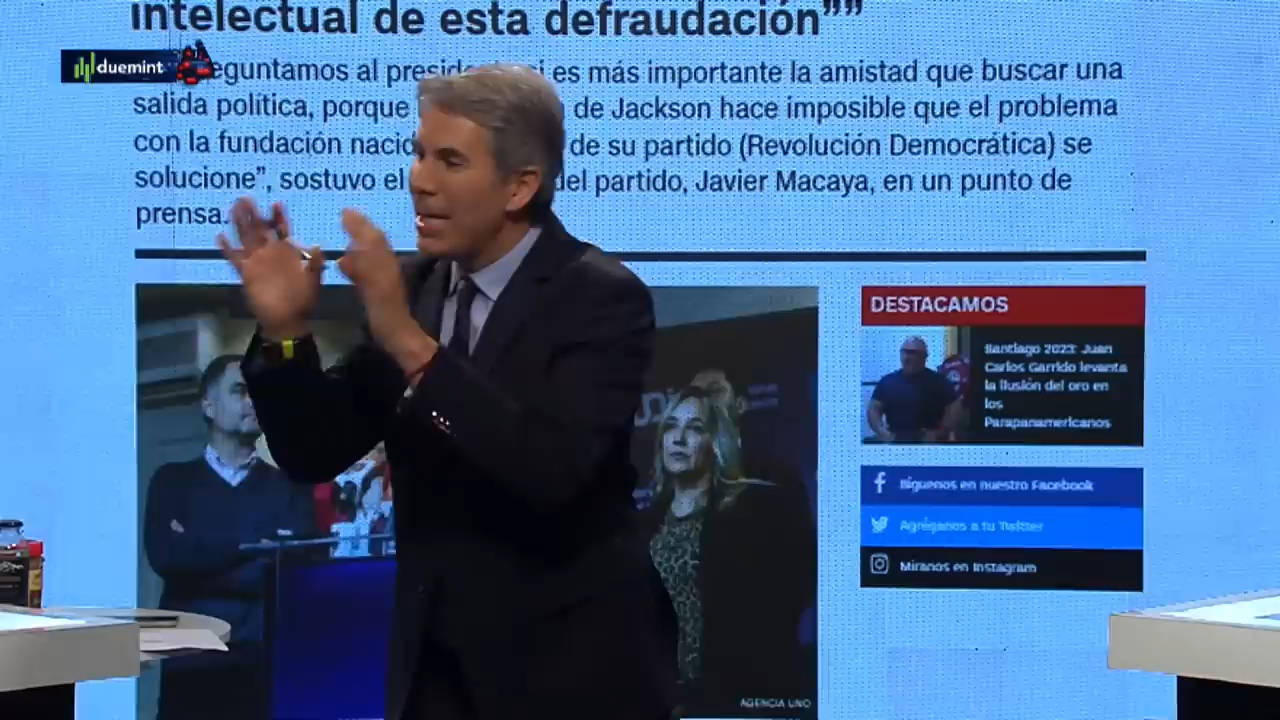 intelectual de esta defraudación””
duemint
eguntamos al presi es más importante la amistad que buscar una
salida política, porque de Jackson hace imposible que el problema
con la fundación nacio de su partido (Revolución Democrática) se
solucione”, sostuvo el del partido, Javier Macaya, en un punto de
prensa.
DESTACAMOS
Santiago 2023: Juan
Carlos Garrido levanta
la ilusión del oro en
los
Parapanamericanos
Síguenos en nuestro Facebook
Agréganos a tu Twitter
Míranos en Instagram
AGENCIA UNO